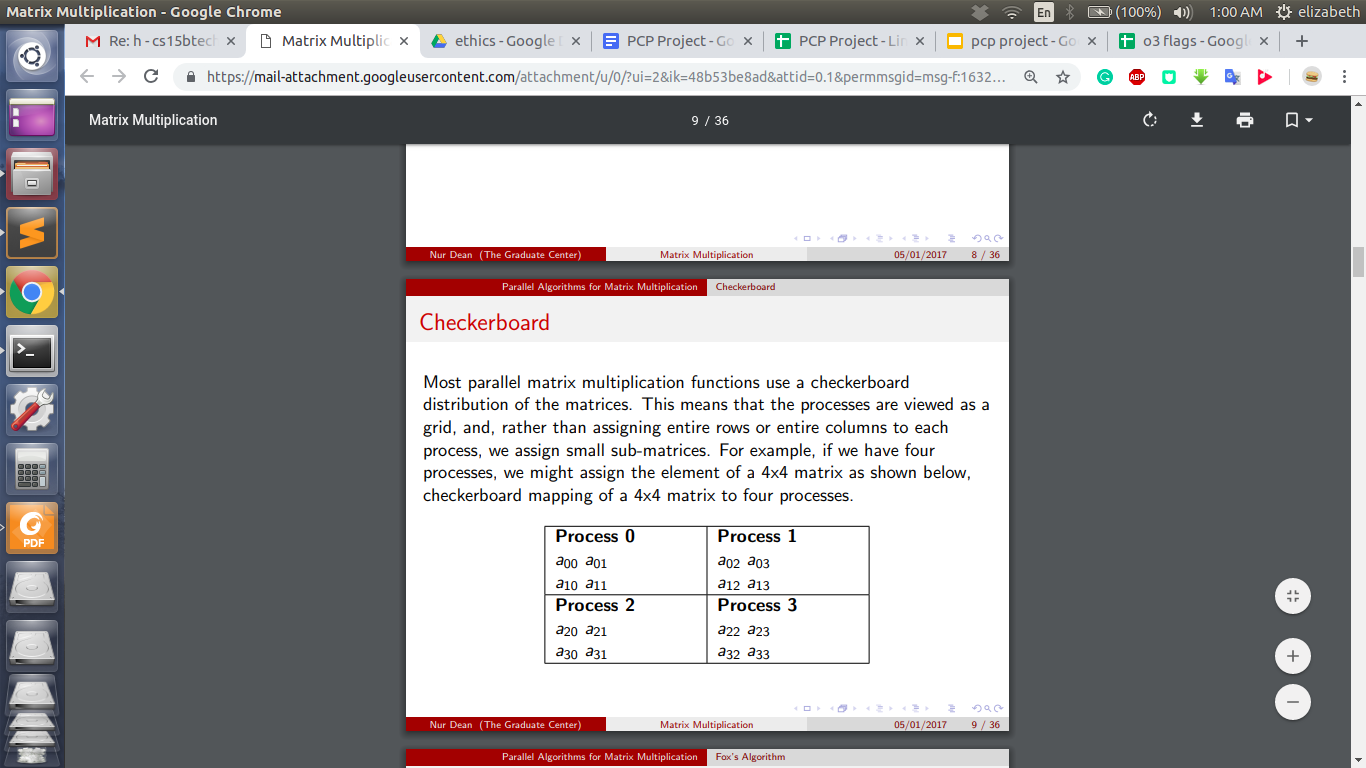 Matrix Multiplication - Google Chrome
En (100%) 1:00 AM elizabeth
Re: h - cs15btech
Matrix Multiplic
ethics - Google
PCP Project - Go
PCP Project - Lin
pcp project - Go
o3 flags - Google
https://mail-attachment.googleusercontent.com/attachment/u/0/?ui=2&ik=48b53be8ad&attid=0.1&permmsgid=msg-f:1632...
ABP
Matrix Multiplication
9 / 36
Nur Dean (The Graduate Center) Matrix Multiplication 05/01/2017 8 / 36
Parallel Algorithms for Matrix Multiplication Checkerboard
Checkerboard
Most parallel matrix multiplication functions use a checkerboard
distribution of the matrices. This means that the processes are viewed as a
grid, and, rather than assigning entire rows or entire columns to each
process, we assign small sub-matrices. For example, if we have four
processes, we might assign the element of a 4x4 matrix as shown below,
checkerboard mapping of a 4x4 matrix to four processes.
Process 0 Process 1
a00 a01 a02 a03
a10 a11 a12 a13
Process 2 Process 3
a20 a21 a22 a23
a30 a31 a32 a33
Nur Dean (The Graduate Center) Matrix Multiplication 05/01/2017 9 / 36
Parallel Algorithms for Matrix Multiplication Fox's Algorithm
PDF